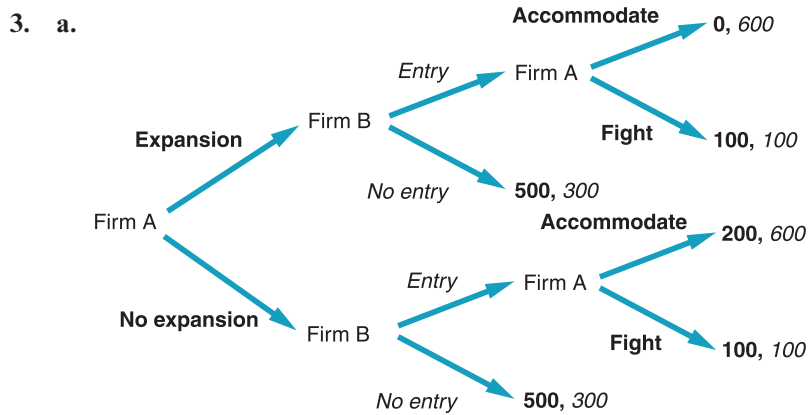 3. a.
Accommodate
0, 600
Entry
Firm A
Firm B
Expansion
Fight
100, 100
No entry
500, 300
Firm A
Accommodate
200, 600
Entry
Firm A
No expansion
Firm B
Fight
100, 100
No entry
500, 300